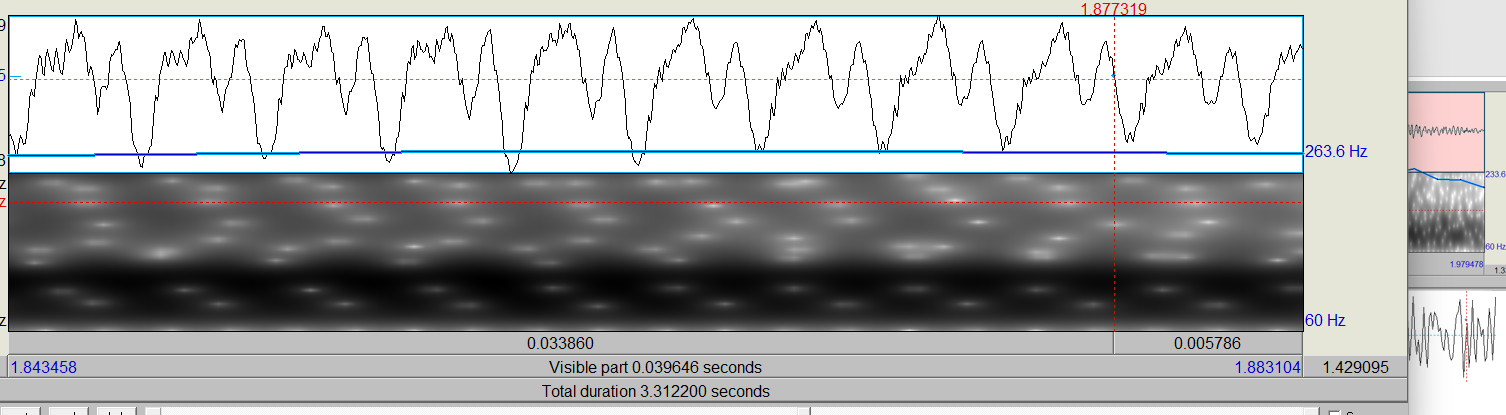 1.877319
263.6 Hz
60 Hz
0.033860
0.005786
1.843458
Visible part 0.039646 seconds
1.883104
1.429095
Total duration 3.312200 seconds
233.6
60 Hz
1.979478